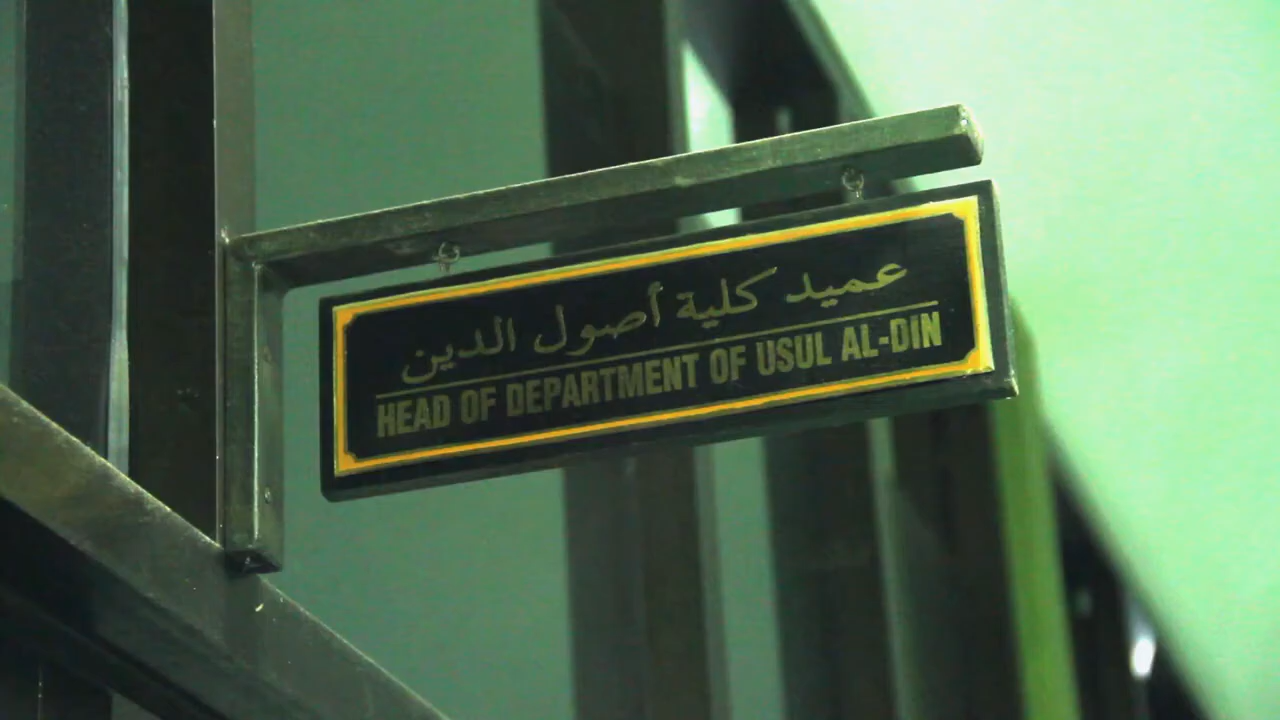 عميد كلية أصول الدين
HEAD OF DEPARTMENT OF USUL AL-DIN